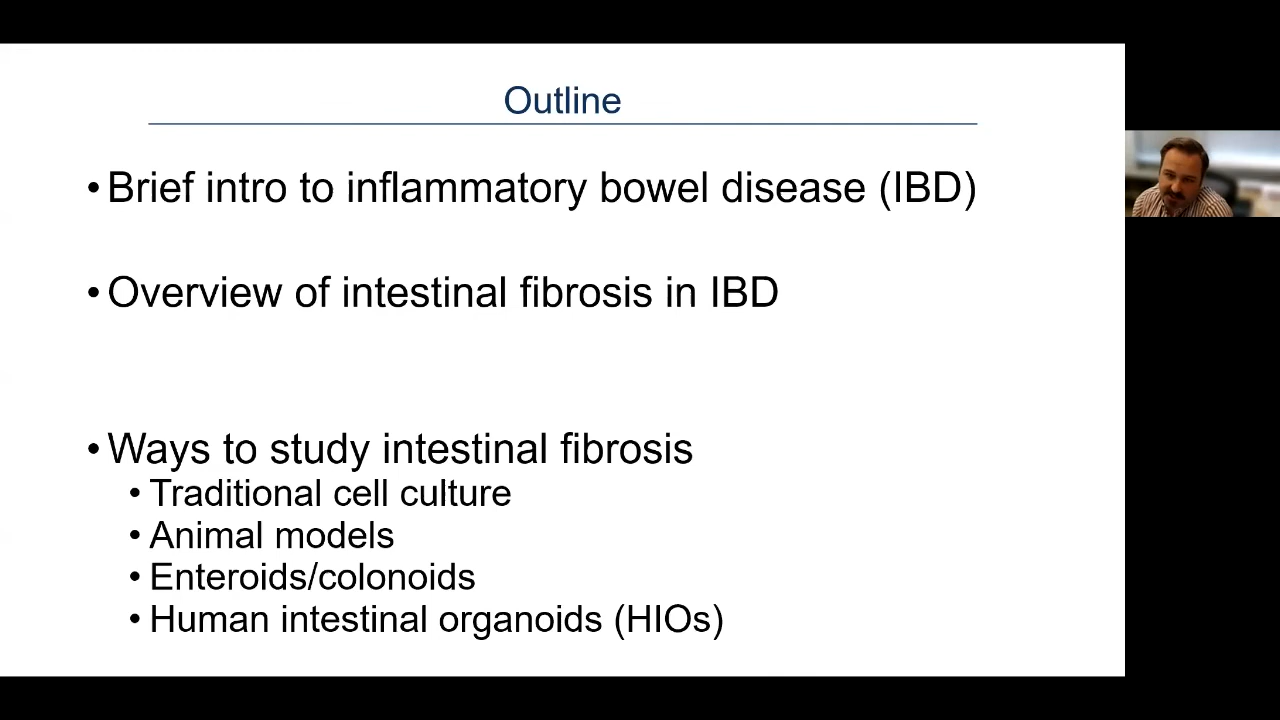 Outline
• Brief intro to inflammatory bowel disease (IBD)
• Overview of intestinal fibrosis in IBD
• Ways to study intestinal fibrosis
• Traditional cell culture
• Animal models
• Enteroids/colonoids
• Human intestinal organoids (HIOs)